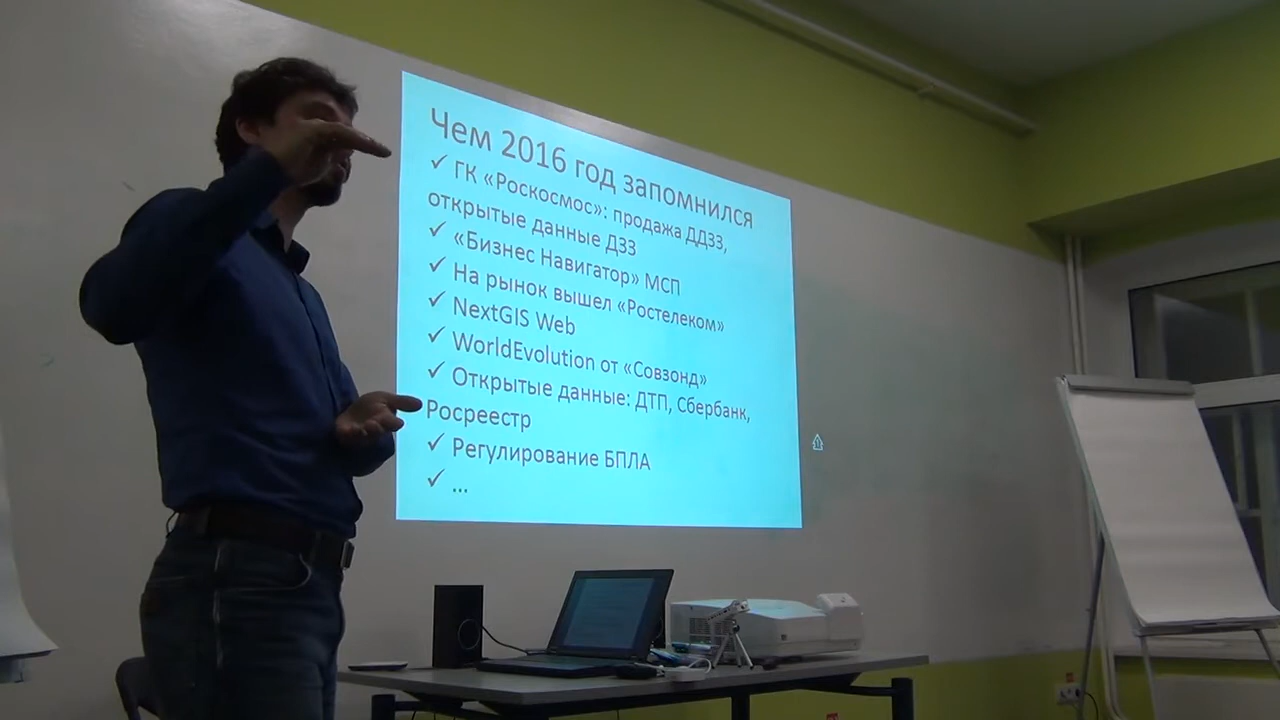 Чем 2016 год запомнился
✓ ГК «Роскосмос»: продажа ДДЗЗ,
открытые данные ДЗЗ
✓ «Бизнес Навигатор» МСП
✓ На рынок вышел «Ростелеком»
✓ NextGIS Web
✓ WorldEvolution от «Совзонд»
✓ Открытые данные: ДТП, Сбербанк,
Росреестр
✓ Регулирование БПЛА
✓ ...